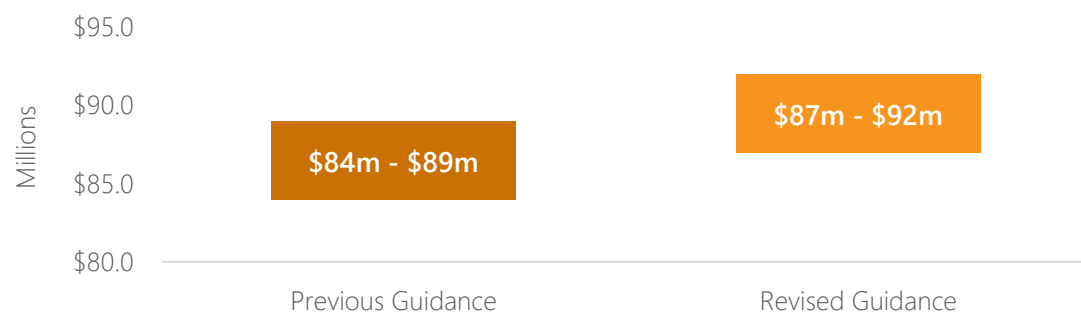 $95.0
$90.0
$85.0
$80.0
Millions
$84m - $89m
$87m - $92m
Previous Guidance
Revised Guidance